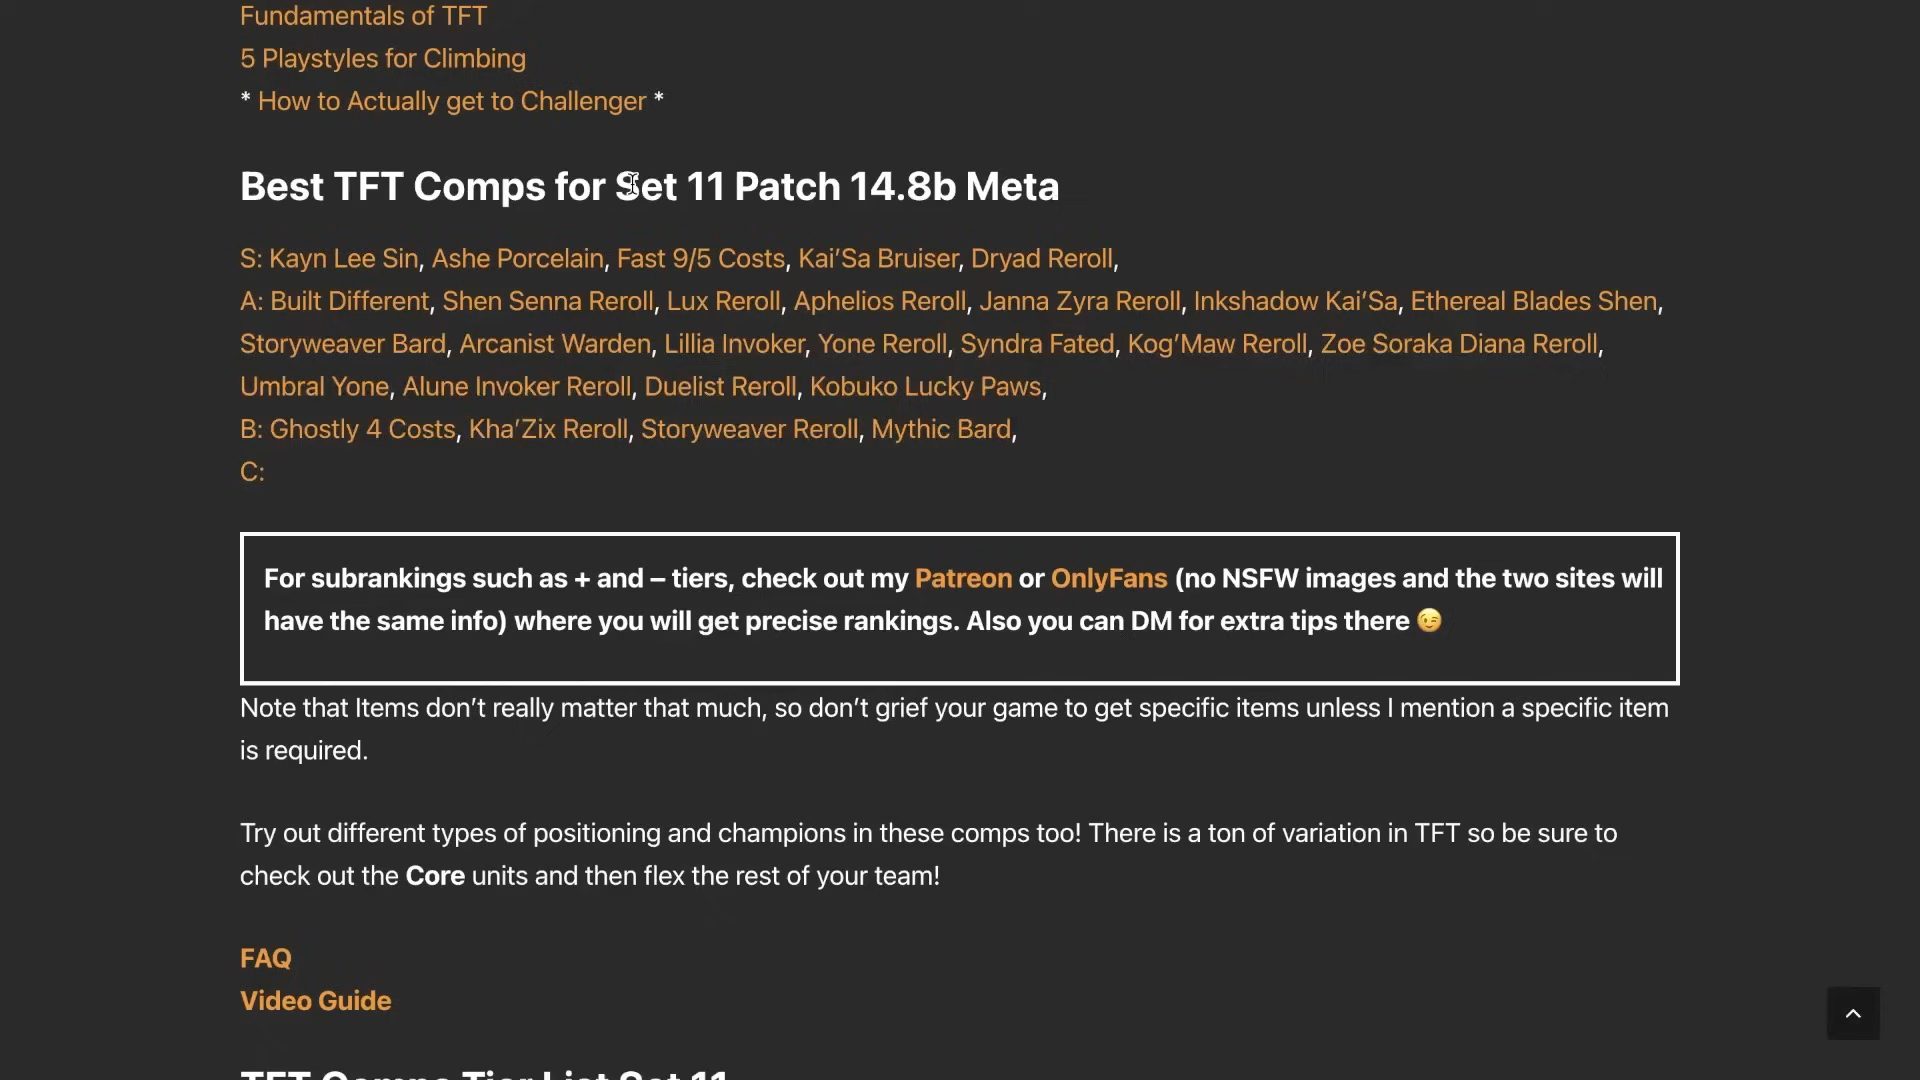 Fundamentals of TFT
5 Playstyles for Climbing
* How to Actually get to Challenger *
Best TFT Comps for Set 11 Patch 14.8b Meta
S: Kayn Lee Sin, Ashe Porcelain, Fast 9/5 Costs, Kai’Sa Bruiser, Dryad Reroll,
A: Built Different, Shen Senna Reroll, Lux Reroll, Aphelios Reroll, Janna Zyra Reroll, Inkshadow Kai’Sa, Ethereal Blades Shen,
Storyweaver Bard, Arcanist Warden, Lillia Invoker, Yone Reroll, Syndra Fated, Kog’Maw Reroll, Zoe Soraka Diana Reroll,
Umbral Yone, Alune Invoker Reroll, Duelist Reroll, Kobuko Lucky Paws,
B: Ghostly 4 Costs, Kha’Zix Reroll, Storyweaver Reroll, Mythic Bard,
C:
For subrankings such as + and – tiers, check out my Patreon or OnlyFans (no NSFW images and the two sites will
have the same info) where you will get precise rankings. Also you can DM for extra tips there 😉
Note that Items don’t really matter that much, so don’t grief your game to get specific items unless I mention a specific item
is required.
Try out different types of positioning and champions in these comps too! There is a ton of variation in TFT so be sure to
check out the Core units and then flex the rest of your team!
FAQ
Video Guide
TFT Comps Tier List Set 11